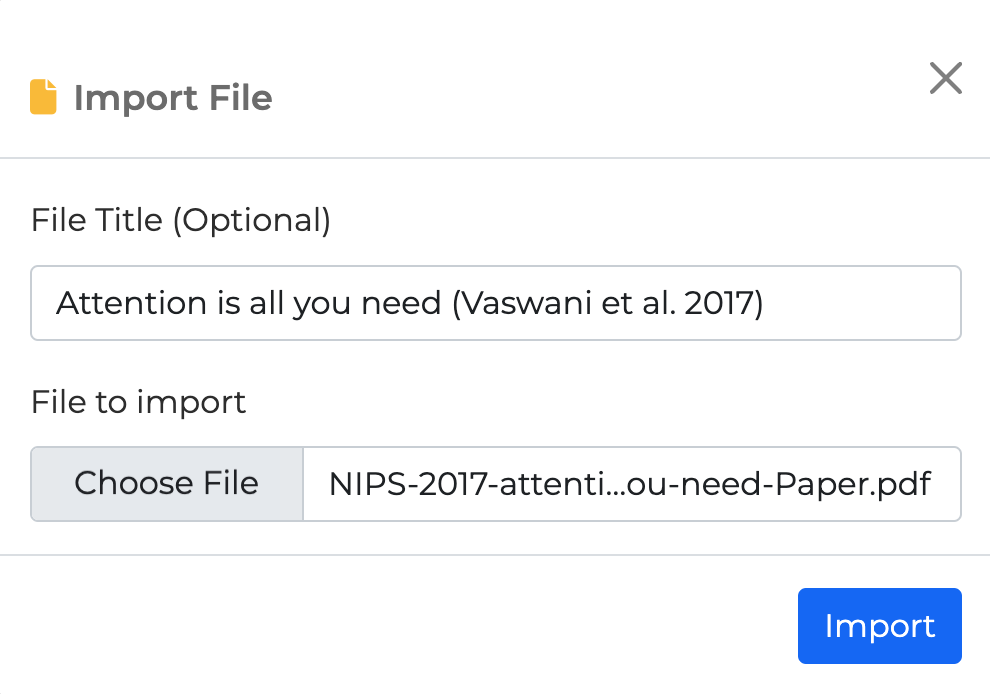 Import File
File Title (Optional)
Attention is all you need (Vaswani et al. 2017)
File to import
Choose File NIPS-2017-attenti...ou-need-Paper.pdf
Import